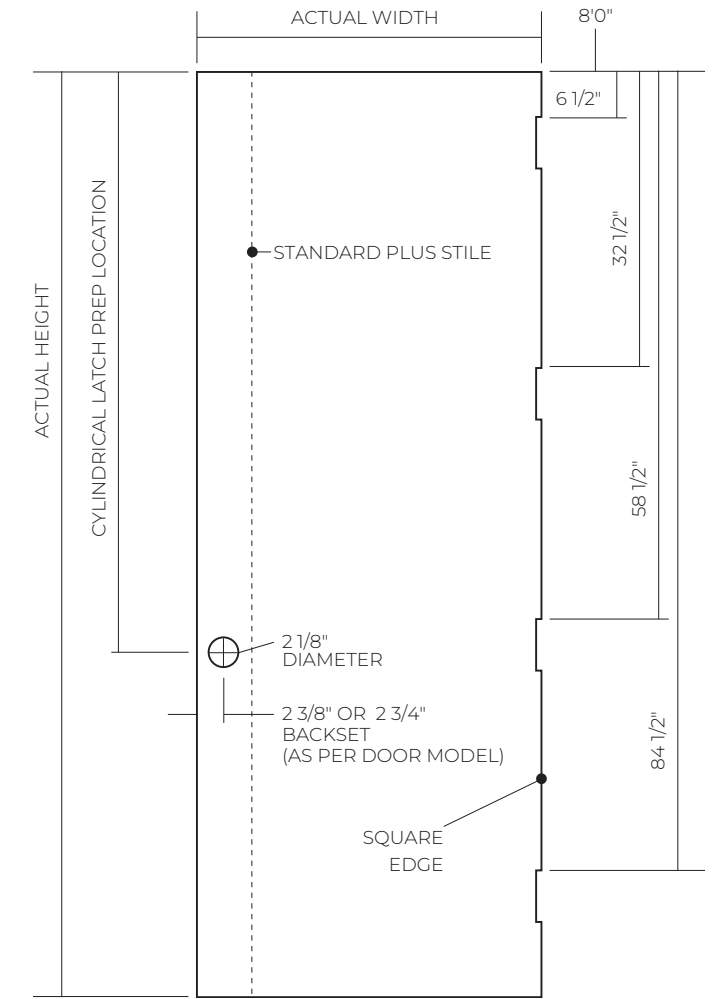 ACTUAL WIDTH
8'0"
6 1/2"
CYLINDRICAL LATCH PREP LOCATION
32 1/2"
STANDARD PLUS STILE
ACTUAL HEIGHT
58 1/2"
2 1/8"
DIAMETER
2 3/8" OR 2 3/4"
BACKSET
(AS PER DOOR MODEL)
84 1/2"
SQUARE
EDGE